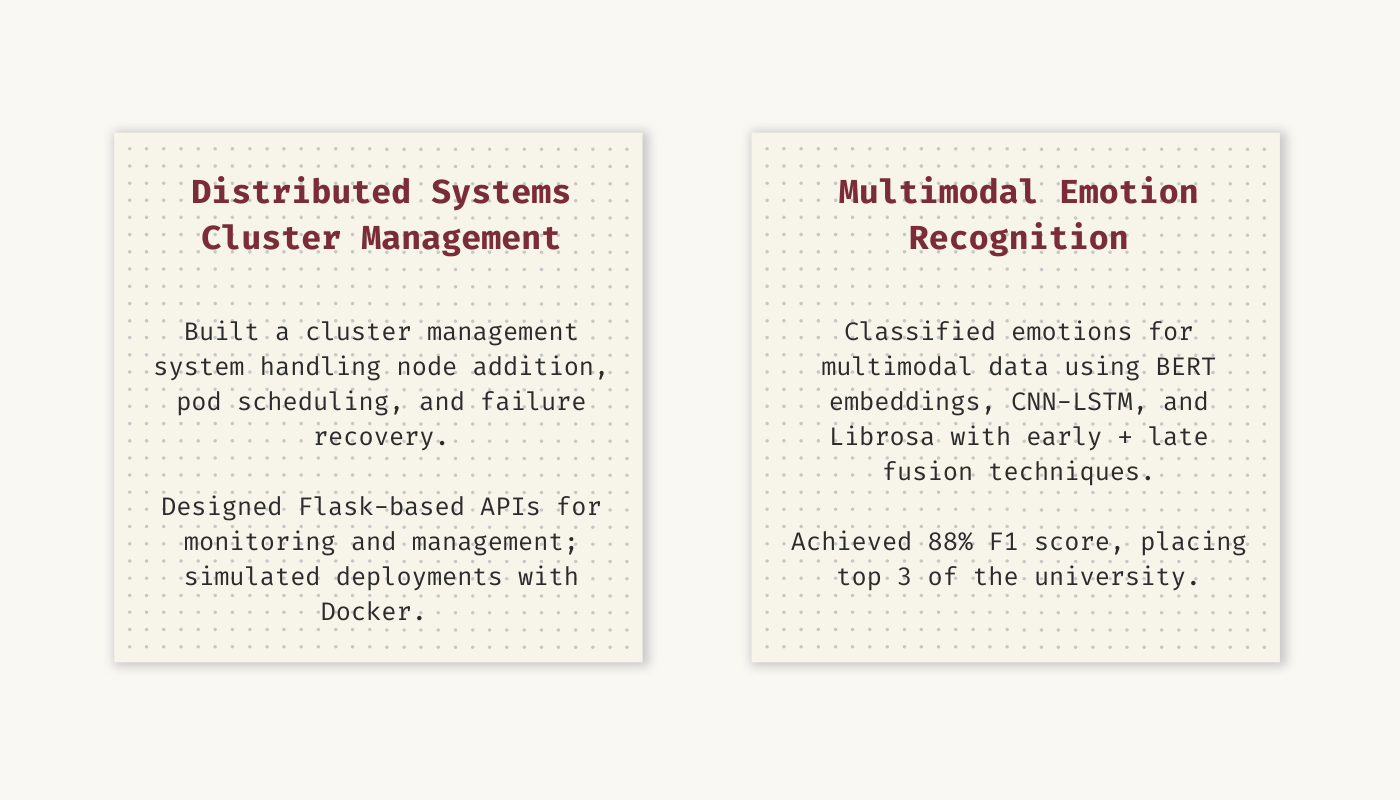 Distributed Systems
Cluster Management
Built a cluster management
system handling node addition,
pod scheduling, and failure
recovery.
Designed Flask-based APIs for
monitoring and management;
simulated deployments with
Docker.
Multimodal Emotion
Recognition
Classified emotions for
multimodal data using BERT
embeddings, CNN-LSTM, and
Librosa with early + late
fusion techniques.
Achieved 88% F1 score, placing
top 3 of the university.